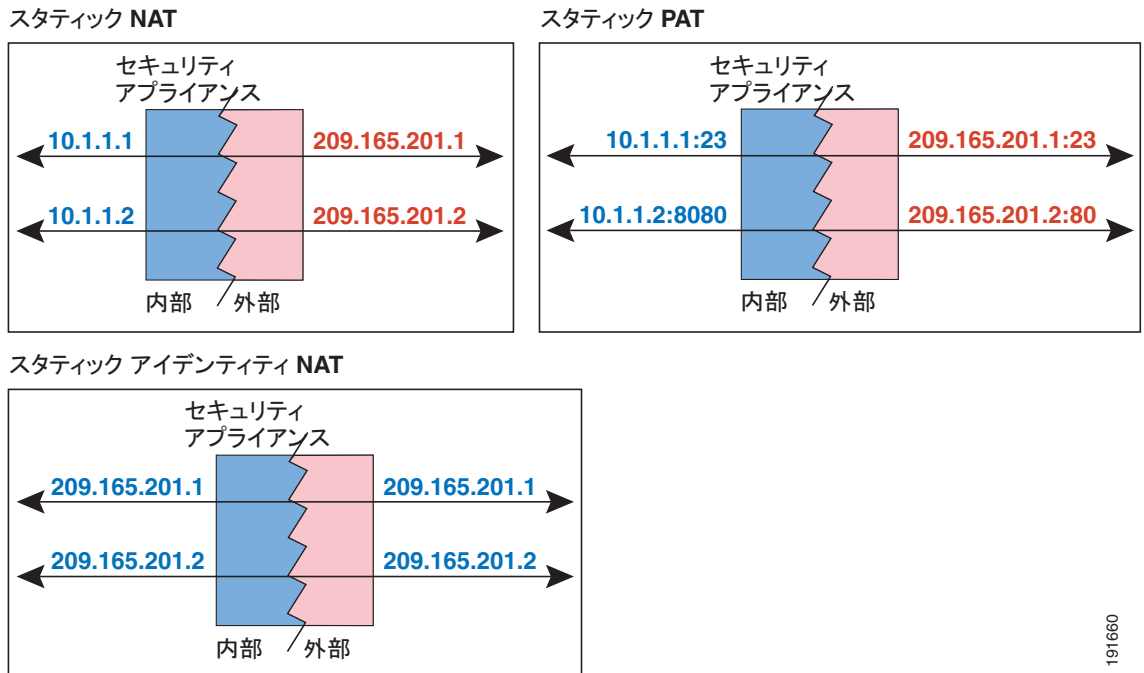 スタティック NAT
セキュリティ
アプライアンス
10.1.1.1
209.165.201.1
10.1.1.2
209.165.201.2
内部
外部
スタティック PAT
セキュリティ
アプライアンス
10.1.1.1:23
209.165.201.1:23
10.1.1.2:8080
209.165.201.2:80
内部
外部
スタティック アイデンティティ NAT
セキュリティ
アプライアンス
209.165.201.1
209.165.201.1
209.165.201.2
209.165.201.2
内部
外部
191660